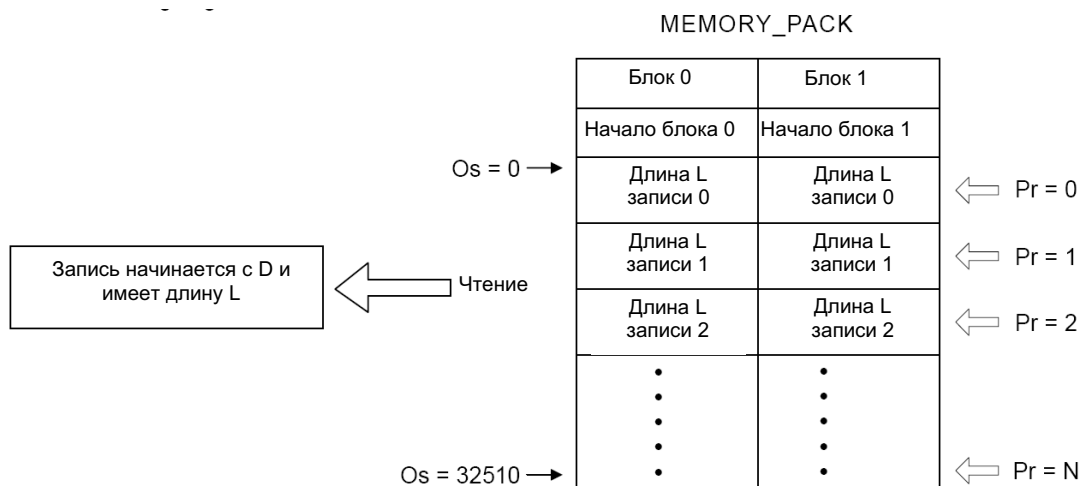 MEMORY_PACK
Блок 0
Блок 1
Начало блока 0
Начало блока 1
Os = 0
Длина L
записи 0
Длина L
записи 0
Pr = 0
Длина L
записи 1
Длина L
записи 1
Pr = 1
Запись начинается с D и
имеет длину L
Чтение
Длина L
записи 2
Длина L
записи 2
Pr = 2
Os = 32510
Pr = N